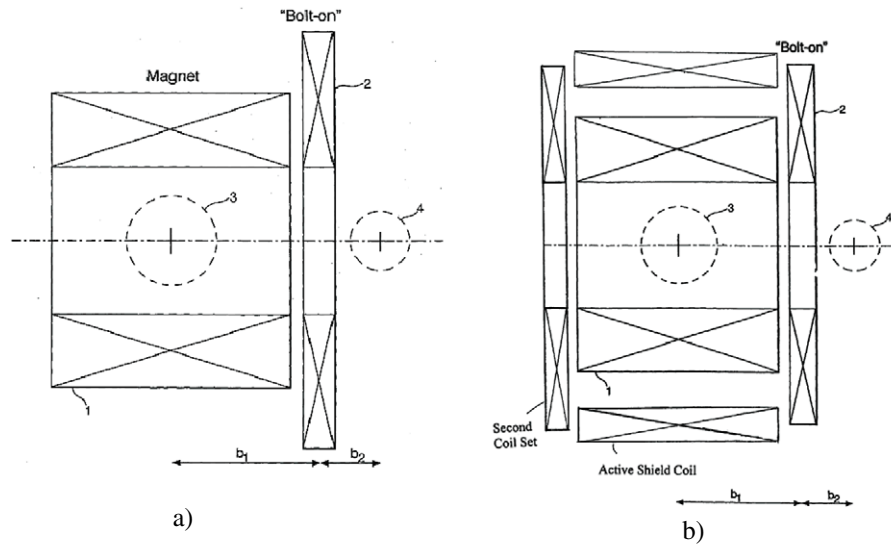 "Bolt-on"
Magnet
2
3
4
1
b1
b2
a)
"Bolt-on"
2
3
4
1
Second
Coil Set
Active Shield Coil
b1
b2
b)